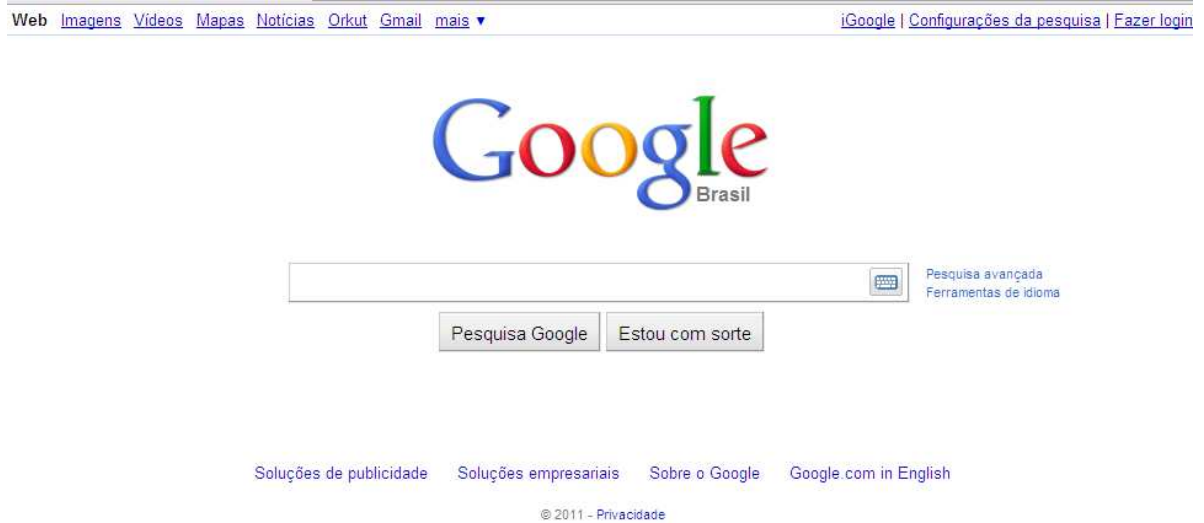 Web Imagens Vídeos Mapas Notícias Orkut Gmail mais ▼ iGoogle | Configurações da pesquisa | Fazer login
Google
Brasil
Pesquisa avançada
Ferramentas de idioma
Pesquisa Google Estou com sorte
Soluções de publicidade Soluções empresariais Sobre o Google Google.com in English
© 2011 - Privacidade